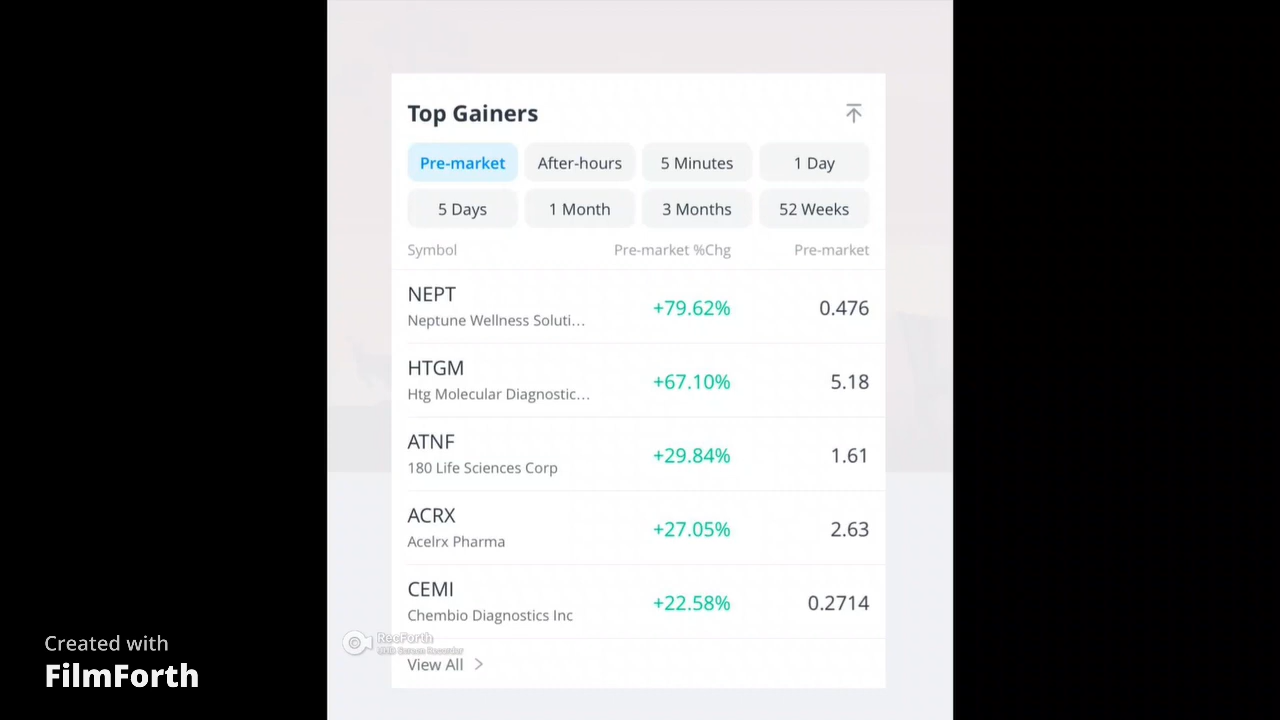 Top Gainers
Pre-market After-hours 5 Minutes 1 Day
5 Days 1 Month 3 Months 52 Weeks
Symbol Pre-market %Chg Pre-market
NEPT
Neptune Wellness Soluti... +79.62% 0.476
HTGM
Htg Molecular Diagnostic... +67.10% 5.18
ATNF
180 Life Sciences Corp +29.84% 1.61
ACRX
Acelrx Pharma +27.05% 2.63
CEMI
Chembio Diagnostics Inc +22.58% 0.2714
View All
RecForth
Screen Recorder
Created with
FilmForth